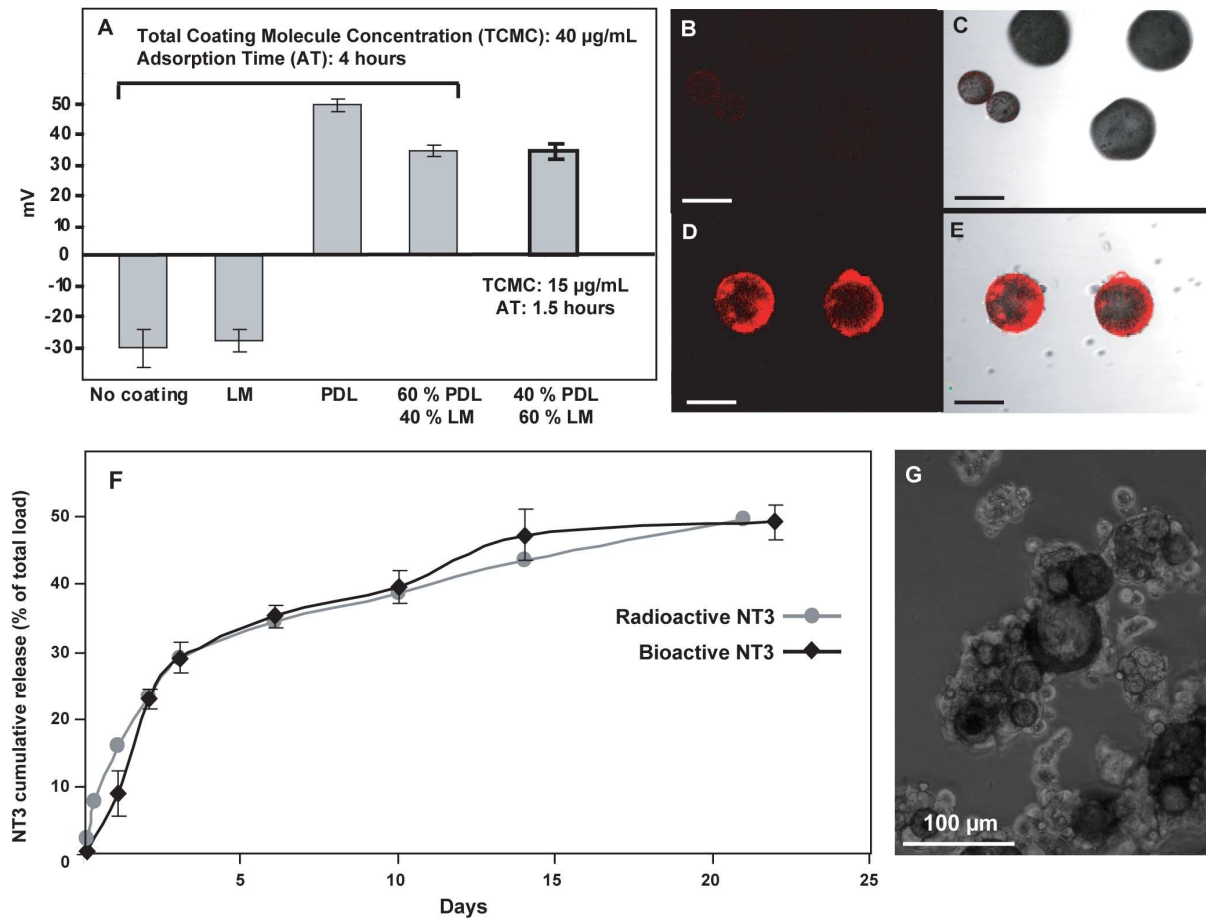 A
Total Coating Molecule Concentration (TCMC): 40 µg/mL
Adsorption Time (AT): 4 hours
50
40
30
20
10
0
-10
-20
-30
mV
TCMC: 15 µg/mL
AT: 1.5 hours
No coating
LM
PDL
60 % PDL
40 % LM
40 % PDL
60 % LM
B
C
D
E
F
NT3 cumulative release (% of total load)
50
40
30
20
10
0
Radioactive NT3
Bioactive NT3
5
10
15
20
25
Days
G
100 µm